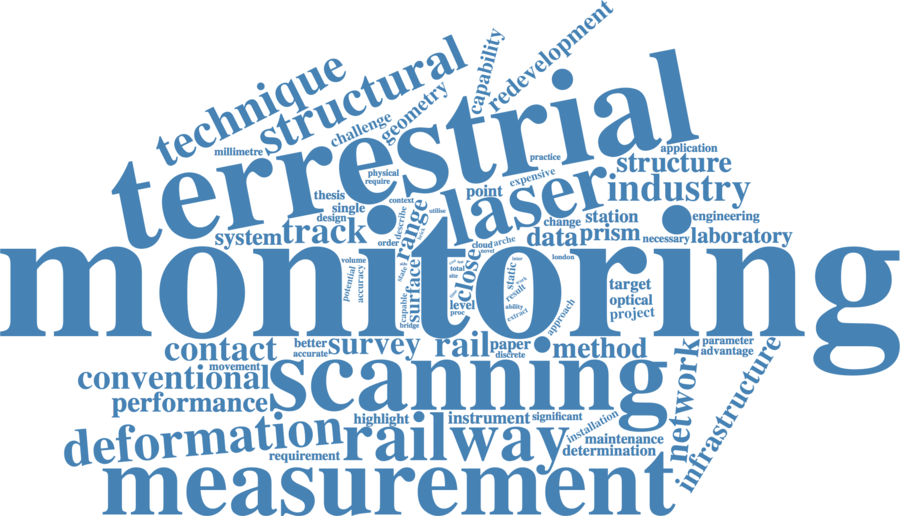 redevelopment
capability
technique
structural
geometry
challenge
millimetre
terrestrial
practice
application
structure
physical
require
expensive
laser
industry
point
thesis
context
single
utilise
design
describe
range
change
station
engineering
system
track
order
cloud
arche
novel
data
prism
necessary
laboratory
monitoring
volume
total
close
london
static
potential
accuracy
surface
capable
bridge
level
proc
result
ability
extract
approach
target
optical
project
contact
better
accurate
survey
rail
paper
discrete
method
parameter
advantage
movement
conventional
scanning
network
infrastructure
performance
highlight
instrument
significant
installation
deformation
railway
maintenance
determination
requirement
measurement